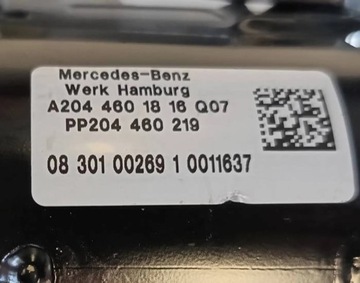 Mercedes-Benz
Werk Hamburg
A204 460 18 16 Q07
PP204 460 219
08 301 00269 1 0011637